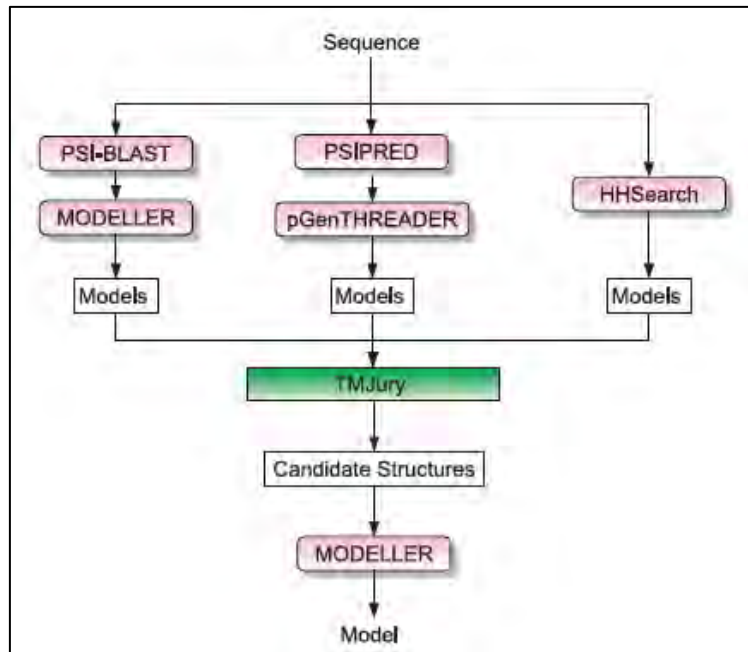 Sequence
PSI-BLAST
PSIPRED
HHSearch
MODELLER
pGenTHREADER
Models
Models
Models
TMJury
Candidate Structures
MODELLER
Model